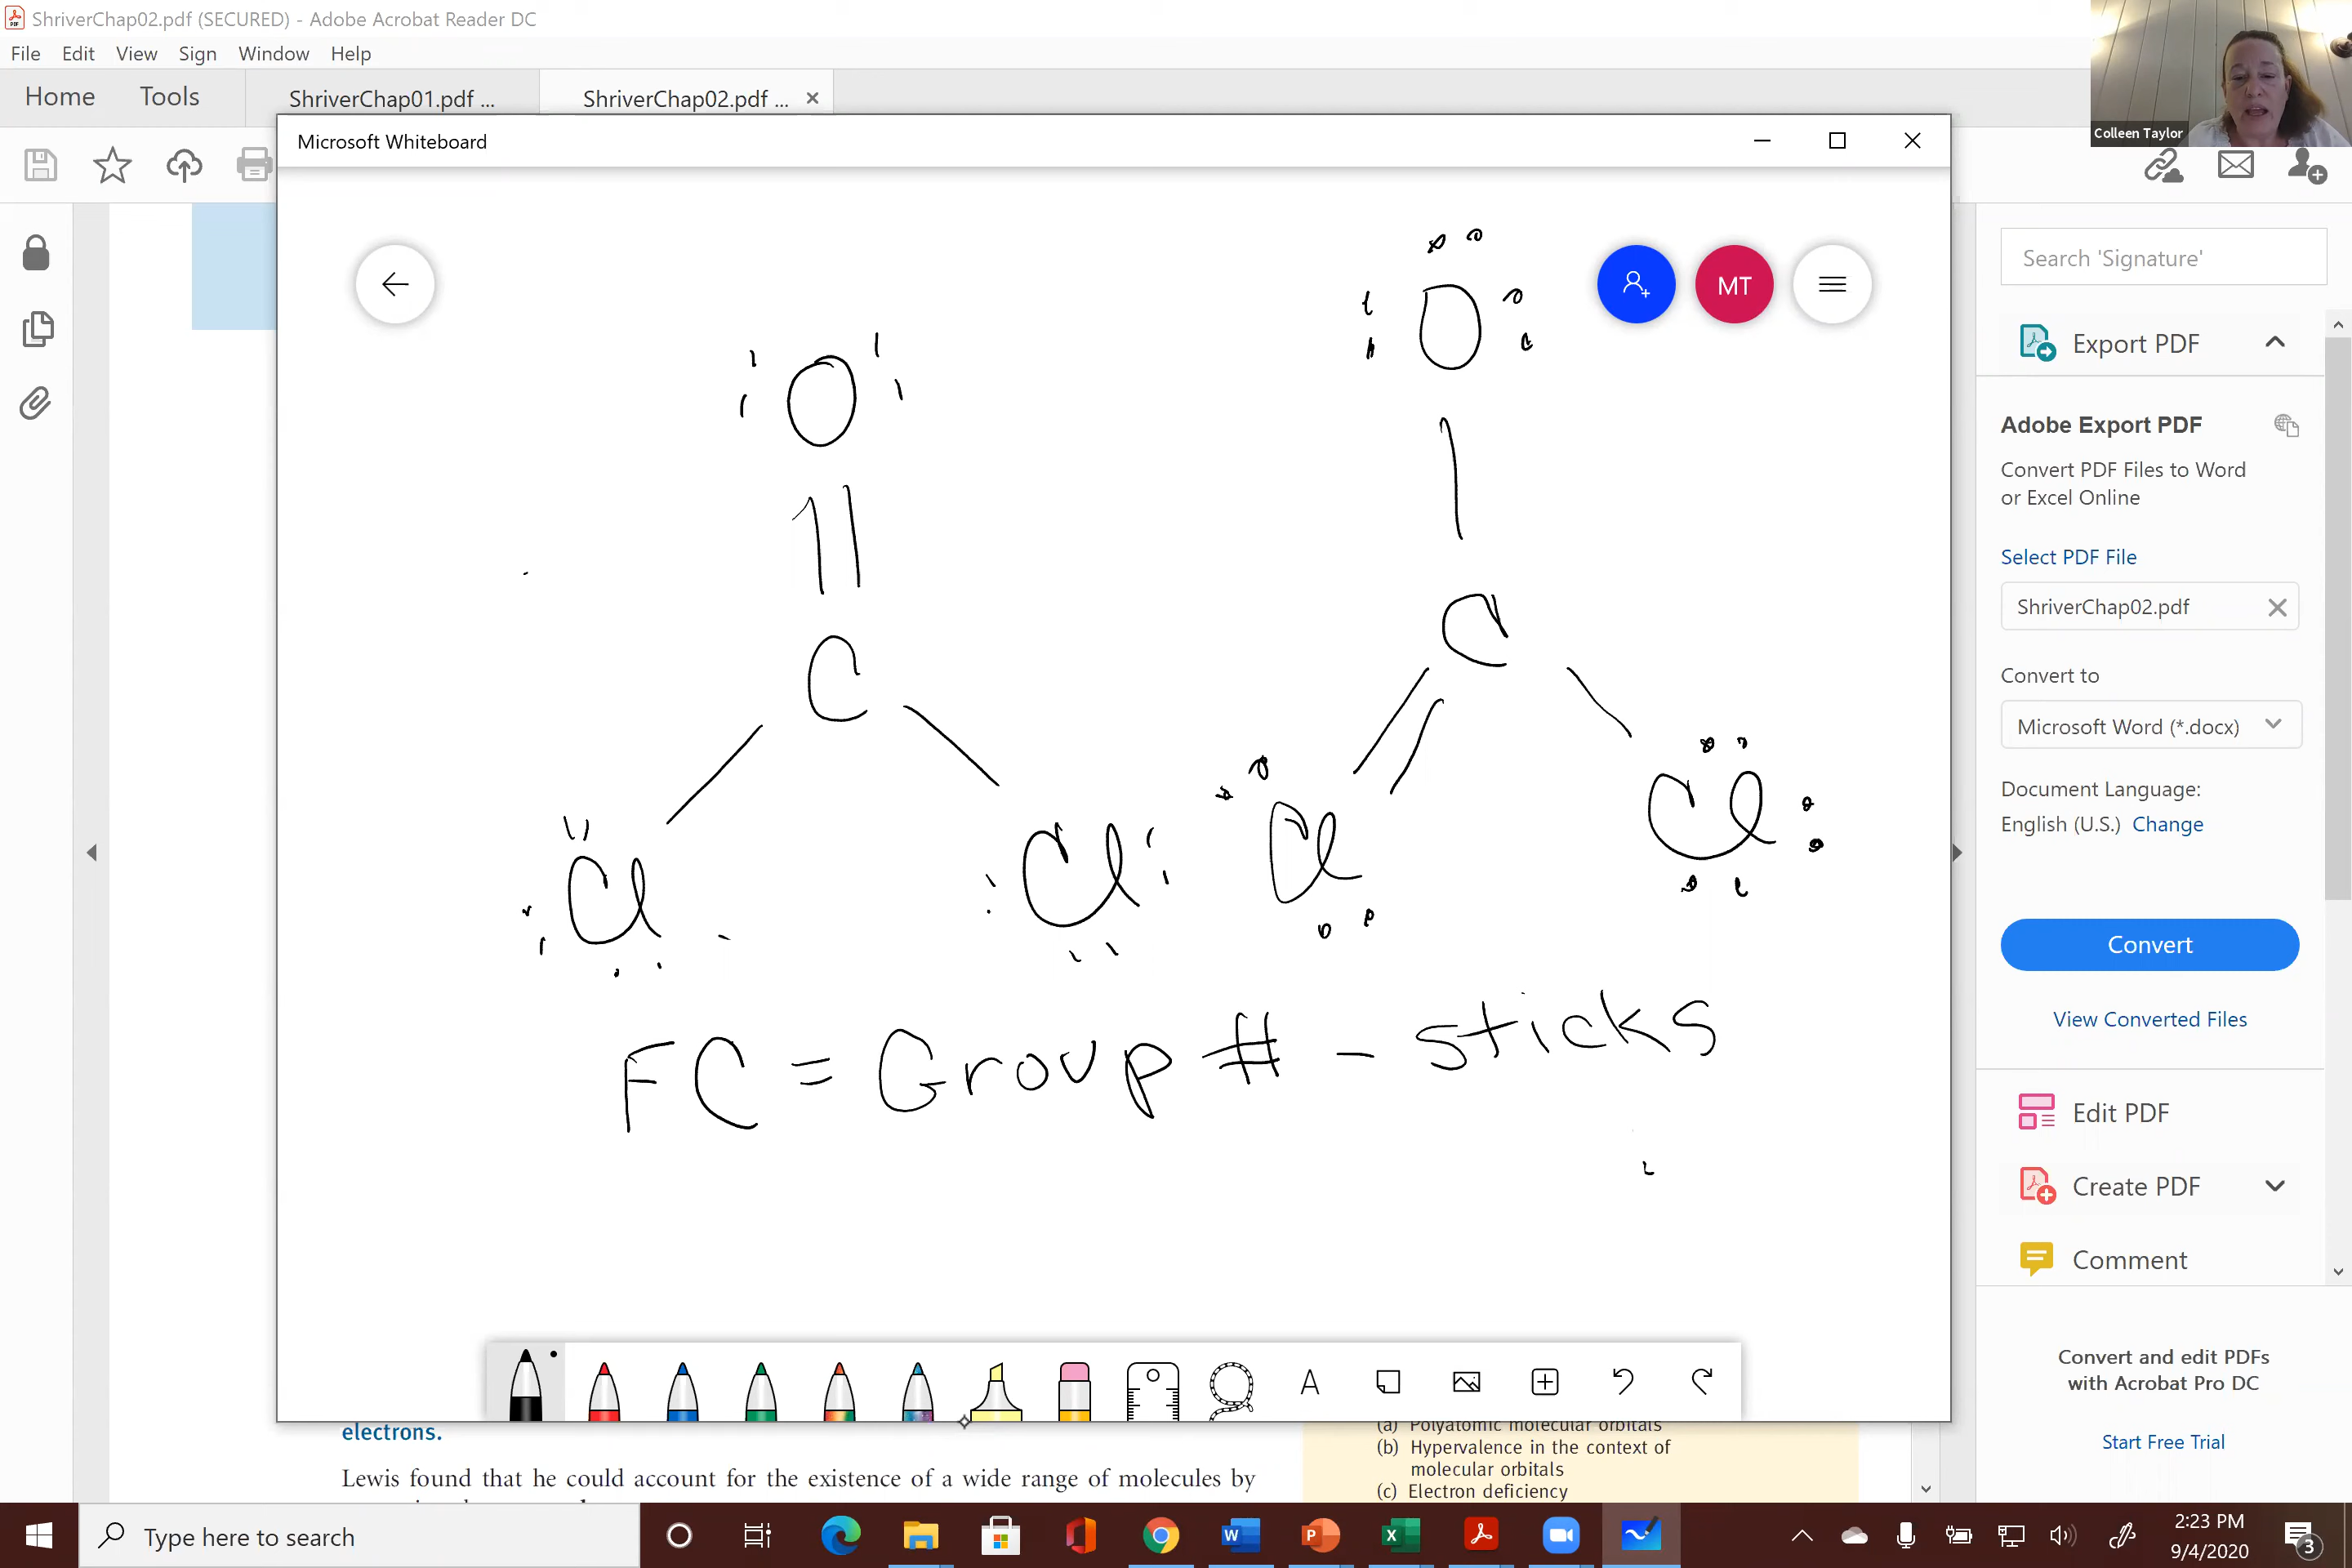 ShriverChap02.pdf (SECURED) - Adobe Acrobat Reader DC
File Edit View Sign Window Help
Home Tools ShriverChap01.pdf ... ShriverChap02.pdf ...
Colleen Taylor
Microsoft Whiteboard
MT
O
O
C
C
Cl
Cl
Cl
Cl
FC = Group # - sticks
Search 'Signature'
Export PDF
Adobe Export PDF
Convert PDF Files to Word
or Excel Online
Select PDF File
ShriverChap02.pdf
Convert to
Microsoft Word (*.docx)
Document Language:
English (U.S.) Change
Convert
View Converted Files
Edit PDF
Create PDF
Comment
Convert and edit PDFs
with Acrobat Pro DC
Start Free Trial
electrons.
Lewis found that he could account for the existence of a wide range of molecules by
(a) Polyatomic molecular orbitals
(b) Hypervalence in the context of
molecular orbitals
(c) Electron deficiency
Type here to search
2:23 PM
9/4/2020
3